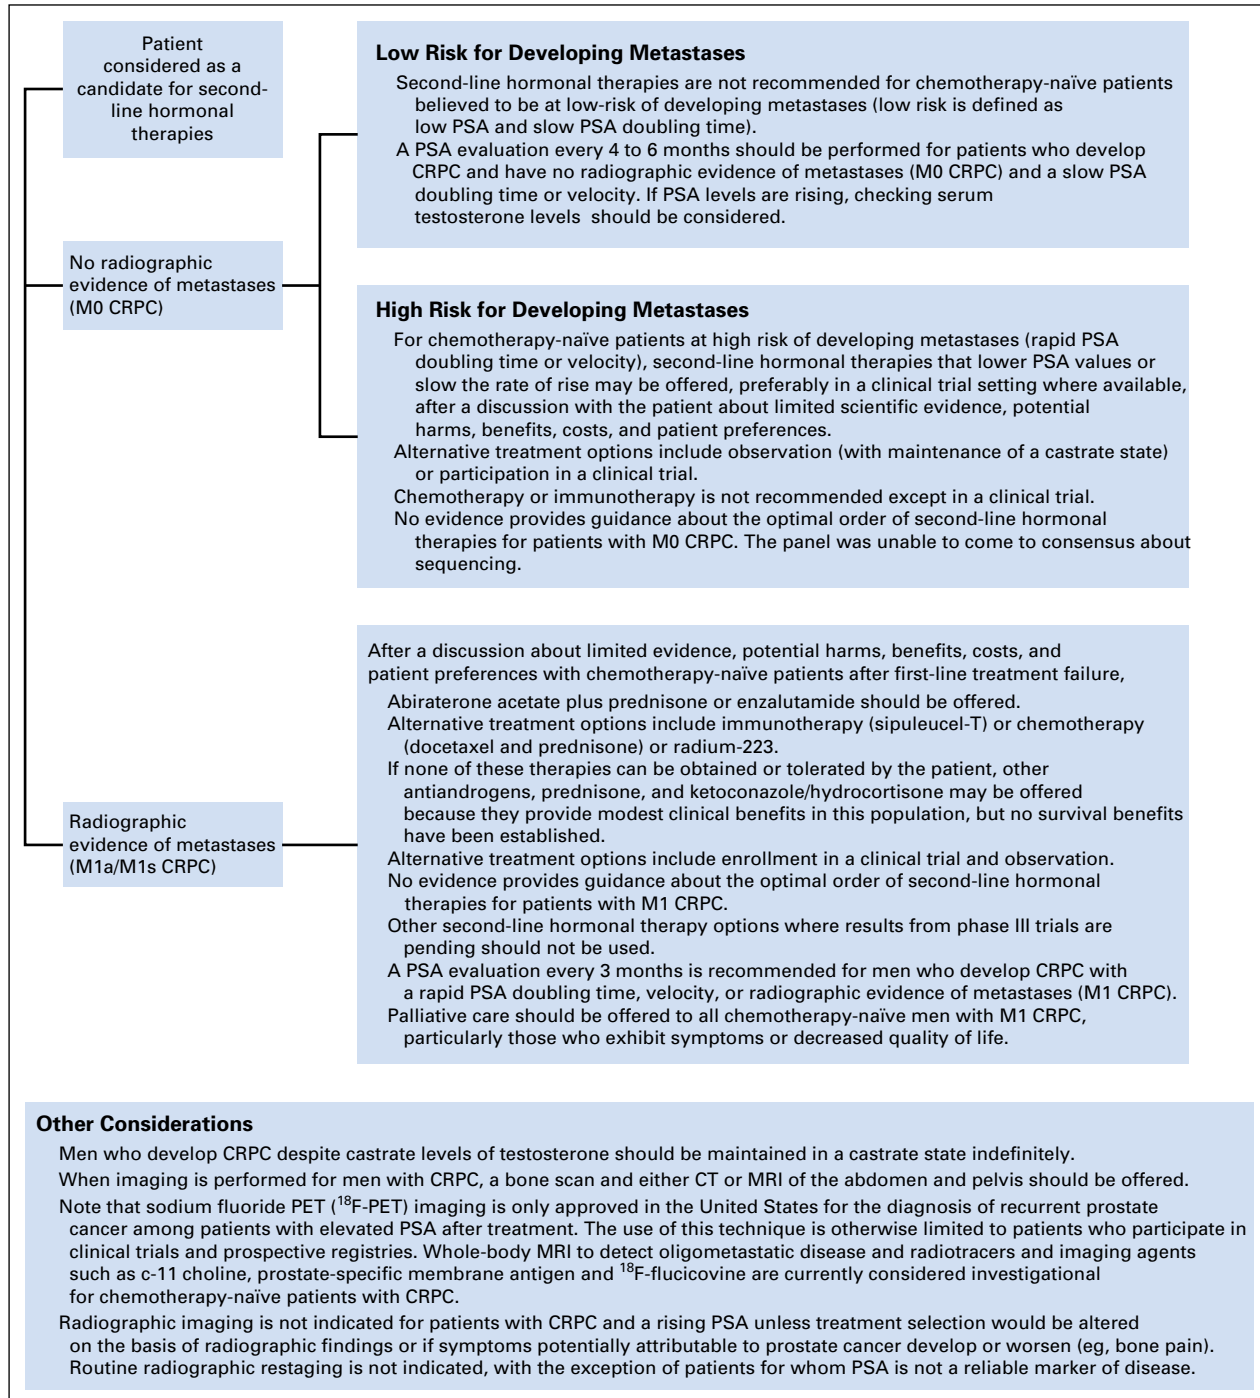 Patient
considered as a
candidate for second-
line hormonal
therapies
Low Risk for Developing Metastases
Second-line hormonal therapies are not recommended for chemotherapy-naïve patients
believed to be at low-risk of developing metastases (low risk is defined as
low PSA and slow PSA doubling time).
A PSA evaluation every 4 to 6 months should be performed for patients who develop
CRPC and have no radiographic evidence of metastases (M0 CRPC) and a slow PSA
doubling time or velocity. If PSA levels are rising, checking serum
testosterone levels should be considered.
No radiographic
evidence of metastases
(M0 CRPC)
High Risk for Developing Metastases
For chemotherapy-naïve patients at high risk of developing metastases (rapid PSA
doubling time or velocity), second-line hormonal therapies that lower PSA values or
slow the rate of rise may be offered, preferably in a clinical trial setting where available,
after a discussion with the patient about limited scientific evidence, potential
harms, benefits, costs, and patient preferences.
Alternative treatment options include observation (with maintenance of a castrate state)
or participation in a clinical trial.
Chemotherapy or immunotherapy is not recommended except in a clinical trial.
No evidence provides guidance about the optimal order of second-line hormonal
therapies for patients with M0 CRPC. The panel was unable to come to consensus about
sequencing.
Radiographic
evidence of metastases
(M1a/M1s CRPC)
After a discussion about limited evidence, potential harms, benefits, costs, and
patient preferences with chemotherapy-naïve patients after first-line treatment failure,
Abiraterone acetate plus prednisone or enzalutamide should be offered.
Alternative treatment options include immunotherapy (sipuleucel-T) or chemotherapy
(docetaxel and prednisone) or radium-223.
If none of these therapies can be obtained or tolerated by the patient, other
antiandrogens, prednisone, and ketoconazole/hydrocortisone may be offered
because they provide modest clinical benefits in this population, but no survival benefits
have been established.
Alternative treatment options include enrollment in a clinical trial and observation.
No evidence provides guidance about the optimal order of second-line hormonal
therapies for patients with M1 CRPC.
Other second-line hormonal therapy options where results from phase III trials are
pending should not be used.
A PSA evaluation every 3 months is recommended for men who develop CRPC with
a rapid PSA doubling time, velocity, or radiographic evidence of metastases (M1 CRPC).
Palliative care should be offered to all chemotherapy-naïve men with M1 CRPC,
particularly those who exhibit symptoms or decreased quality of life.
Other Considerations
Men who develop CRPC despite castrate levels of testosterone should be maintained in a castrate state indefinitely.
When imaging is performed for men with CRPC, a bone scan and either CT or MRI of the abdomen and pelvis should be offered.
Note that sodium fluoride PET (¹⁸F-PET) imaging is only approved in the United States for the diagnosis of recurrent prostate
cancer among patients with elevated PSA after treatment. The use of this technique is otherwise limited to patients who participate in
clinical trials and prospective registries. Whole-body MRI to detect oligometastatic disease and radiotracers and imaging agents
such as c-11 choline, prostate-specific membrane antigen and ¹⁸F-flucicovine are currently considered investigational
for chemotherapy-naïve patients with CRPC.
Radiographic imaging is not indicated for patients with CRPC and a rising PSA unless treatment selection would be altered
on the basis of radiographic findings or if symptoms potentially attributable to prostate cancer develop or worsen (eg, bone pain).
Routine radiographic restaging is not indicated, with the exception of patients for whom PSA is not a reliable marker of disease.